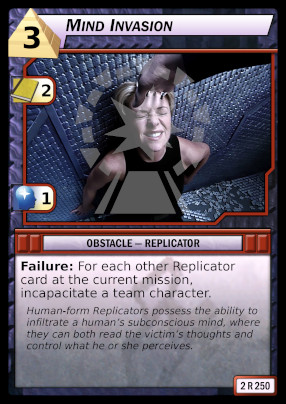 3
MIND INVASION
2
1
OBSTACLE – REPLICATOR
Failure: For each other Replicator
card at the current mission,
incapacitate a team character.
Human-form Replicators possess the ability to
infiltrate a human's subconscious mind, where
they can both read the victim's thoughts and
control what he or she perceives.
2 R 250